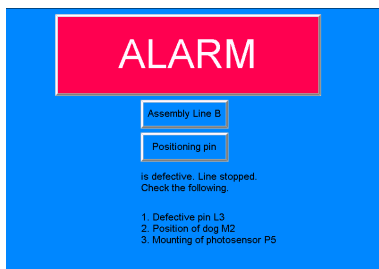 ALARM
Assembly Line B
Positioning pin
is defective. Line stopped.
Check the following.
1. Defective pin L3
2. Position of dog M2
3. Mounting of photosensor P5